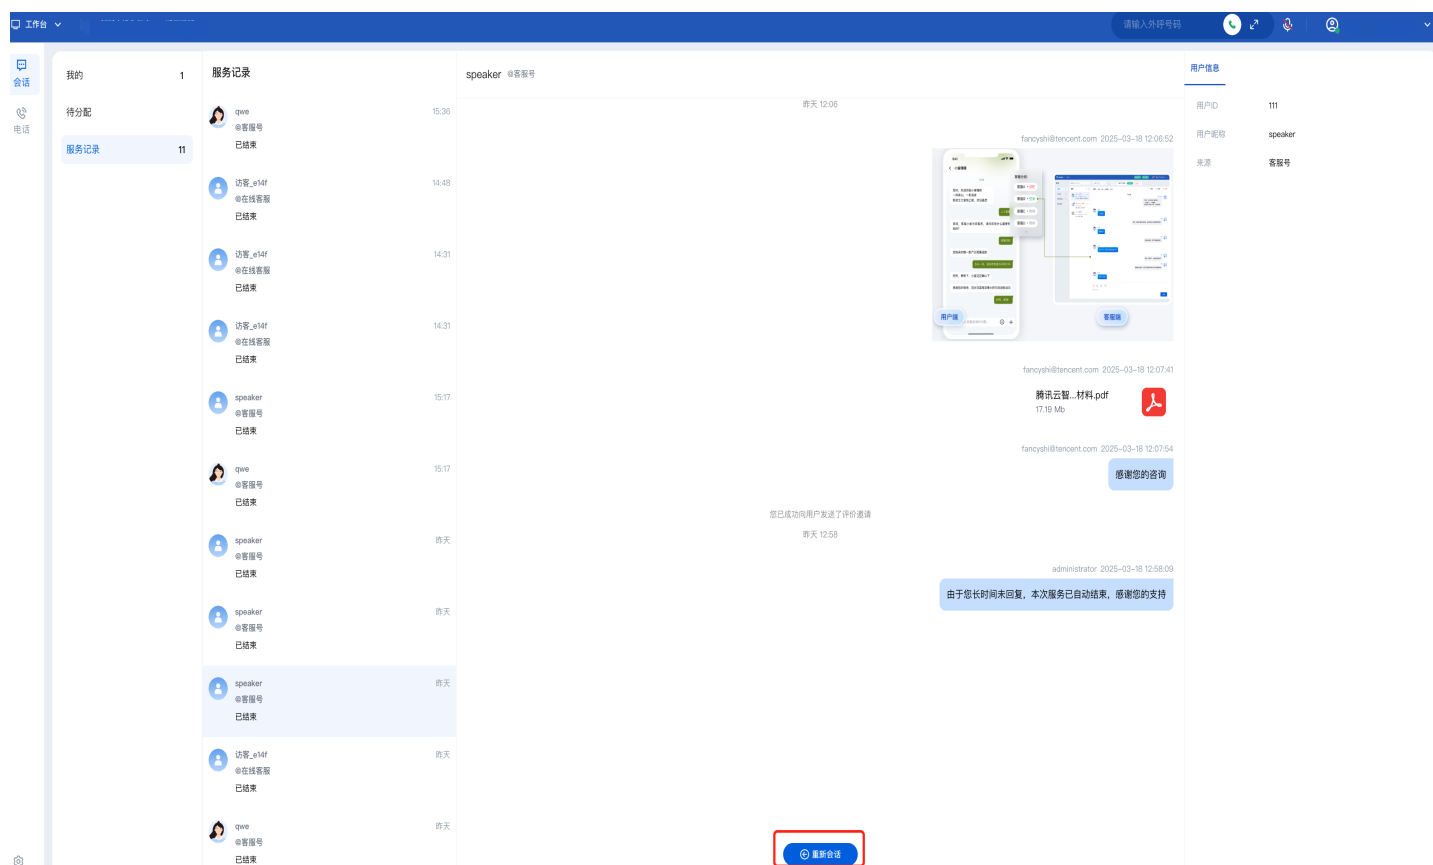 工作台
请输入外呼号码
会话
电话
我的 1
待分配
服务记录 11
服务记录
qwe 15:36
@客服号
已结束
访客_e14f 14:48
@在线客服
已结束
访客_e14f 14:31
@在线客服
已结束
访客_e14f 14:31
@在线客服
已结束
speaker 15:17
@客服号
已结束
qwe 15:17
@客服号
已结束
speaker 昨天
@客服号
已结束
speaker 昨天
@客服号
已结束
speaker 昨天
@客服号
已结束
访客_e14f 昨天
@在线客服
已结束
qwe 昨天
@客服号
已结束
speaker @客服号
昨天 12:06
fancyshi@tencent.com 2025-03-18 12:06:52
用户端
客服端
fancyshi@tencent.com 2025-03-18 12:07:41
腾讯云智...材料.pdf
17.19 Mb
fancyshi@tencent.com 2025-03-18 12:07:54
感谢您的咨询
您已成功向用户发送了评价邀请
昨天 12:58
administrator 2025-03-18 12:58:09
由于您长时间未回复，本次服务已自动结束，感谢您的支持
重新会话
用户信息
用户ID 111
用户昵称 speaker
来源 客服号